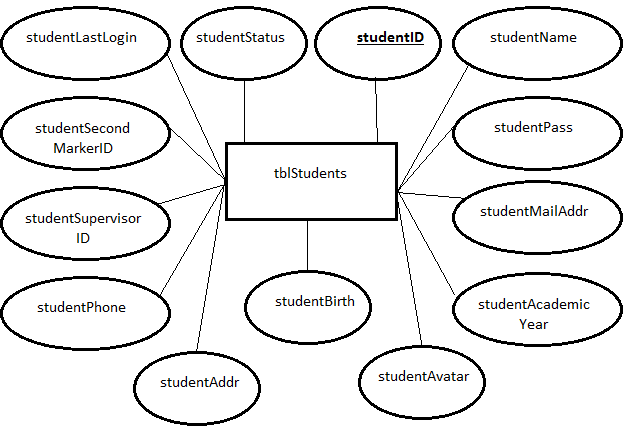 studentLastLogin
studentStatus
studentID
studentName
studentSecond
MarkerID
studentPass
tblStudents
studentSupervisor
ID
studentMailAddr
studentPhone
studentBirth
studentAcademic
Year
studentAddr
studentAvatar